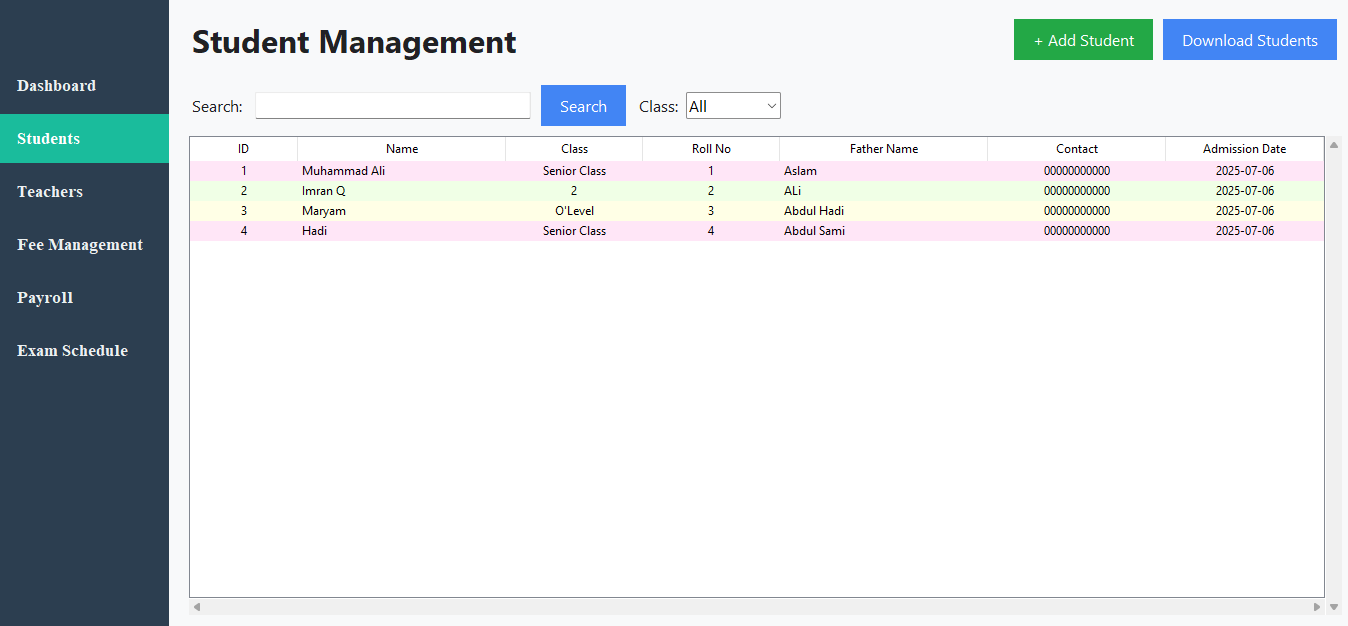 Dashboard
Students
Teachers
Fee Management
Payroll
Exam Schedule
Student Management
+ Add Student
Download Students
Search:
Search
Class:
All
ID Name Class Roll No Father Name Contact Admission Date
1 Muhammad Ali Senior Class 1 Aslam 00000000000 2025-07-06
2 Imran Q 2 2 ALi 00000000000 2025-07-06
3 Maryam O'Level 3 Abdul Hadi 00000000000 2025-07-06
4 Hadi Senior Class 4 Abdul Sami 00000000000 2025-07-06